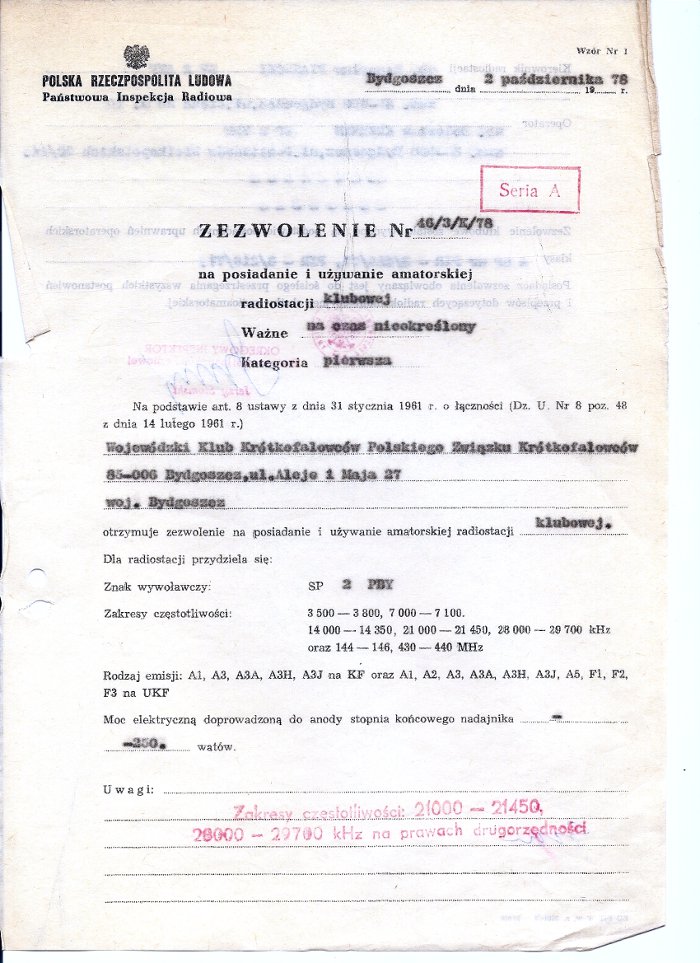 Wzór Nr 1
POLSKA RZECZPOSPOLITA LUDOWA
Państwowa Inspekcja Radiowa
Bydgoszcz dnia 2 października 1978 r.
Seria A
ZEZWOLENIE Nr 46/3/K/78
na posiadanie i używanie amatorskiej
radiostacji klubowej
Ważne na czas nieokreślony
Kategoria pierwsza
Na podstawie art. 8 ustawy z dnia 31 stycznia 1961 r. o łączności (Dz. U. Nr 8 poz. 48
z dnia 14 lutego 1961 r.)
Wojewódzki Klub Krótkofalowców Polskiego Związku Krótkofalowców
85-006 Bydgoszcz,ul.Aleje 1 Maja 27
woj. Bydgoszcz
otrzymuje zezwolenie na posiadanie i używanie amatorskiej radiostacji klubowej.
Dla radiostacji przydziela się:
Znak wywoławczy: SP 2 PBY
Zakresy częstotliwości: 3 500 — 3 800, 7 000 — 7 100.
14 000 — 14 350, 21 000 — 21 450, 28 000 — 29 700 kHz
oraz 144 — 146, 430 — 440 MHz
Rodzaj emisji: A1, A3, A3A, A3H, A3J na KF oraz A1, A2, A3, A3A, A3H, A3J, A5, F1, F2,
F3 na UKF
Moc elektryczną doprowadzoną do anody stopnia końcowego nadajnika —
—250. watów.
Uwagi:
Zakresy częstotliwości: 21000 — 21450,
28000 — 29700 kHz na prawach drugorzędności.